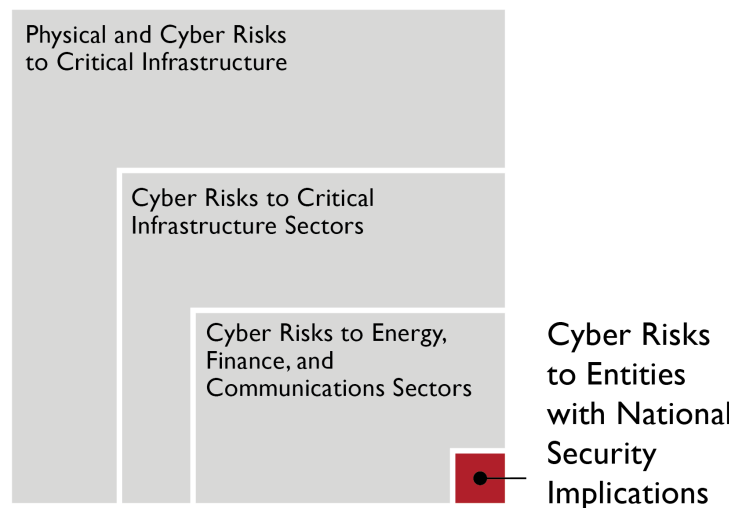 Physical and Cyber Risks
to Critical Infrastructure
Cyber Risks to Critical
Infrastructure Sectors
Cyber Risks to Energy,
Finance, and
Communications Sectors
Cyber Risks
to Entities
with National
Security
Implications